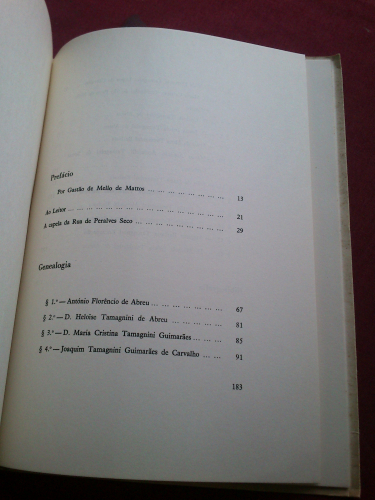 Prefácio
Por Gastão de Mello de Mattos ... ... ... ... ... ... ... 13
Ao Leitor ... ... ... ... ... ... ... ... ... ... ... ... 21
A capela da Rua de Peralves Seco ... ... ... ... ... ... 29
Genealogia
§ 1.º — António Florêncio de Abreu ... ... ... ... ... ... 67
§ 2.º — D. Heloíse Tamagnini de Abreu ... ... ... ... ... 81
§ 3.º — D. Maria Cristina Tamagnini Guimarães ... ... ... 85
§ 4.º — Joaquim Tamagnini Guimarães de Carvalho ... ... 91
183